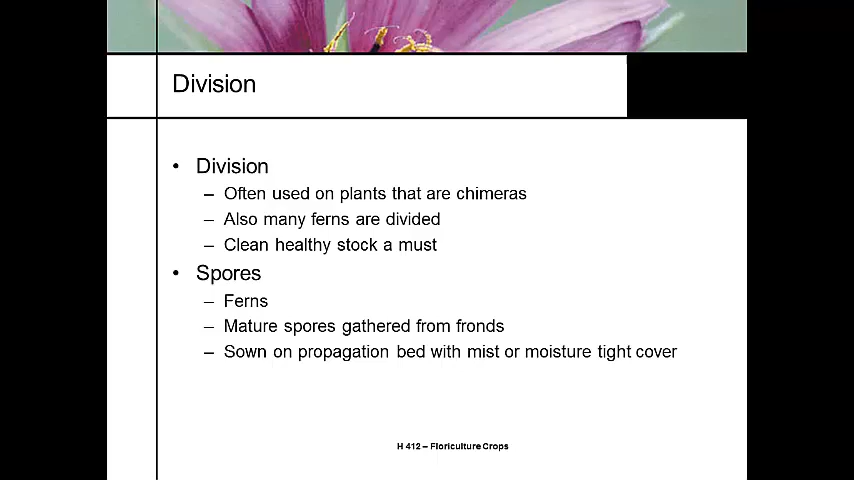 Division
• Division
– Often used on plants that are chimeras
– Also many ferns are divided
– Clean healthy stock a must
• Spores
– Ferns
– Mature spores gathered from fronds
– Sown on propagation bed with mist or moisture tight cover
H 412 – Floriculture Crops